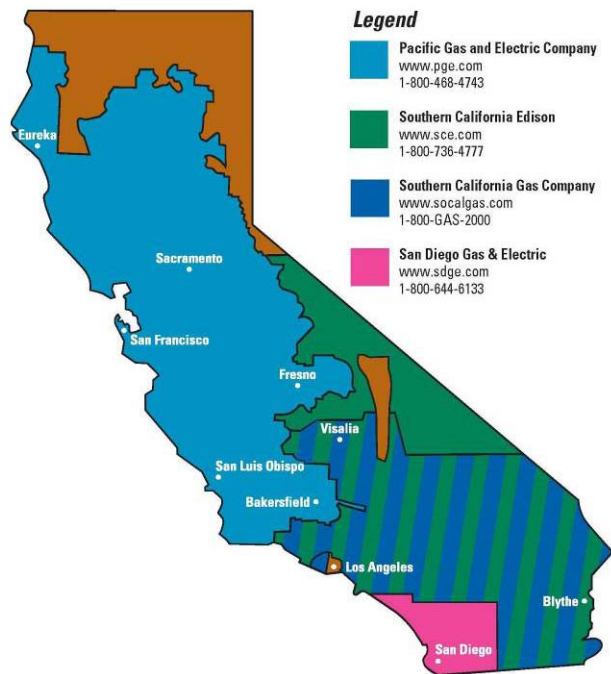 Legend
Pacific Gas and Electric Company
www.pge.com
1-800-468-4743
Southern California Edison
www.sce.com
1-800-736-4777
Southern California Gas Company
www.socalgas.com
1-800-GAS-2000
San Diego Gas & Electric
www.sdge.com
1-800-644-6133
Eureka
Sacramento
San Francisco
Fresno
Visalia
San Luis Obispo
Bakersfield
Los Angeles
Blythe
San Diego